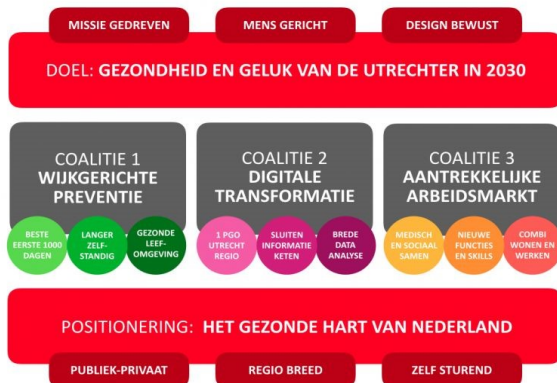 MISSIE GEDREVEN
MENS GERICHT
DESIGN BEWUST
DOEL: GEZONDHEID EN GELUK VAN DE UTRECHTER IN 2030
COALITIE 1
WIJKGERICHTE
PREVENTIE
BESTE
EERSTE 1000
DAGEN
LANGER
ZELF-
STANDIG
GEZONDE
LEEF-
OMGEVING
COALITIE 2
DIGITALE
TRANSFORMATIE
1 PGO
UTRECHT
REGIO
SLUITEN
INFORMATIE
KETEN
BREDE
DATA
ANALYSE
COALITIE 3
AANTREKKELIJKE
ARBEIDSMARKT
MEDISCH
EN SOCIAAL
SAMEN
NIEUWE
FUNCTIES
EN SKILLS
COMBI
WONEN EN
WERKEN
POSITIONERING: HET GEZONDE HART VAN NEDERLAND
PUBLIEK-PRIVAAT
REGIO BREED
ZELF STUREND